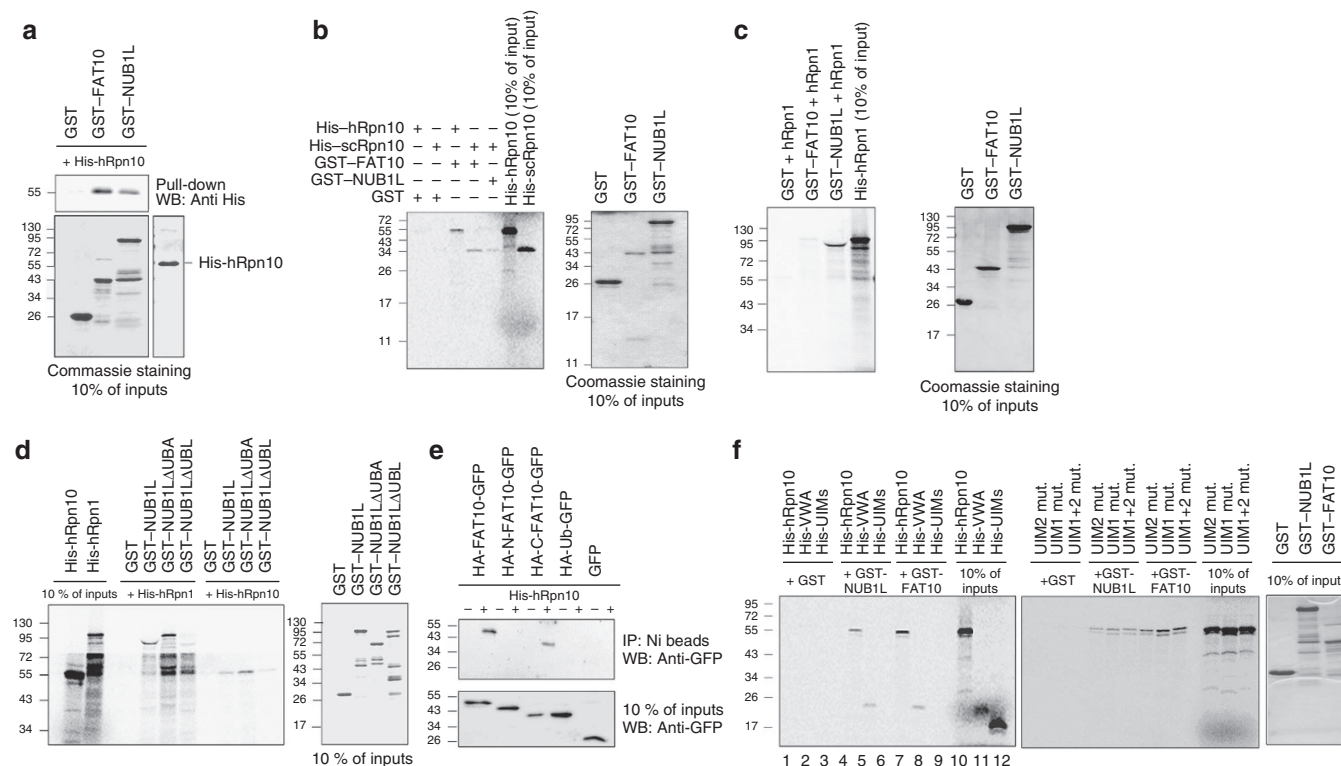 a
GST
GST–FAT10
GST–NUB1L
+ His-hRpn10
55
Pull-down
WB: Anti His
130
95
72
55
43
34
26
His-hRpn10
Commassie staining
10% of inputs
b
His–hRpn10 + – + – –
His–scRpn10 – + – + +
GST–FAT10 – – + + –
GST–NUB1L – – – – +
GST + + – – –
His-hRpn10 (10% of input)
His-scRpn10 (10% of input)
72
55
43
34
26
17
11
GST
GST–FAT10
GST–NUB1L
95
72
55
43
34
26
17
11
Coomassie staining
10% of inputs
c
GST + hRpn1
GST–FAT10 + hRpn1
GST–NUB1L + hRpn1
His-hRpn1 (10% of input)
130
95
72
55
43
34
GST
GST–FAT10
GST–NUB1L
130
95
72
55
43
34
26
17
Coomassie staining
10% of inputs
d
His-hRpn10
His-hRpn1
10 % of inputs
GST
GST–NUB1L
GST–NUB1LΔUBA
GST–NUB1LΔUBL
+ His-hRpn1
GST
GST–NUB1L
GST–NUB1LΔUBA
GST–NUB1LΔUBL
+ His-hRpn10
130
95
72
55
43
34
GST
GST–NUB1L
GST–NUB1LΔUBA
GST–NUB1LΔUBL
130
95
72
55
43
34
26
17
10 % of inputs
e
HA-FAT10-GFP
HA-N-FAT10-GFP
HA-C-FAT10-GFP
HA-Ub-GFP
GFP
His-hRpn10
– + – + – + – + – +
55
43
34
26
IP: Ni beads
WB: Anti-GFP
55
43
34
26
10 % of inputs
WB: Anti-GFP
f
His-hRpn10
His-VWA
His-UIMs
+ GST
His-hRpn10
His-VWA
His-UIMs
+ GST-
NUB1L
His-hRpn10
His-VWA
His-UIMs
+ GST-
FAT10
His-hRpn10
His-VWA
His-UIMs
10% of
inputs
95
72
55
43
34
26
17
1 2 3 4 5 6 7 8 9 10 11 12
UIM2 mut.
UIM1 mut.
UIM1+2 mut.
+GST
UIM2 mut.
UIM1 mut.
UIM1+2 mut.
+GST-
NUB1L
UIM2 mut.
UIM1 mut.
UIM1+2 mut.
+GST-
FAT10
UIM2 mut.
UIM1 mut.
UIM1+2 mut.
10% of
inputs
GST
GST–NUB1L
GST–FAT10
10% of input